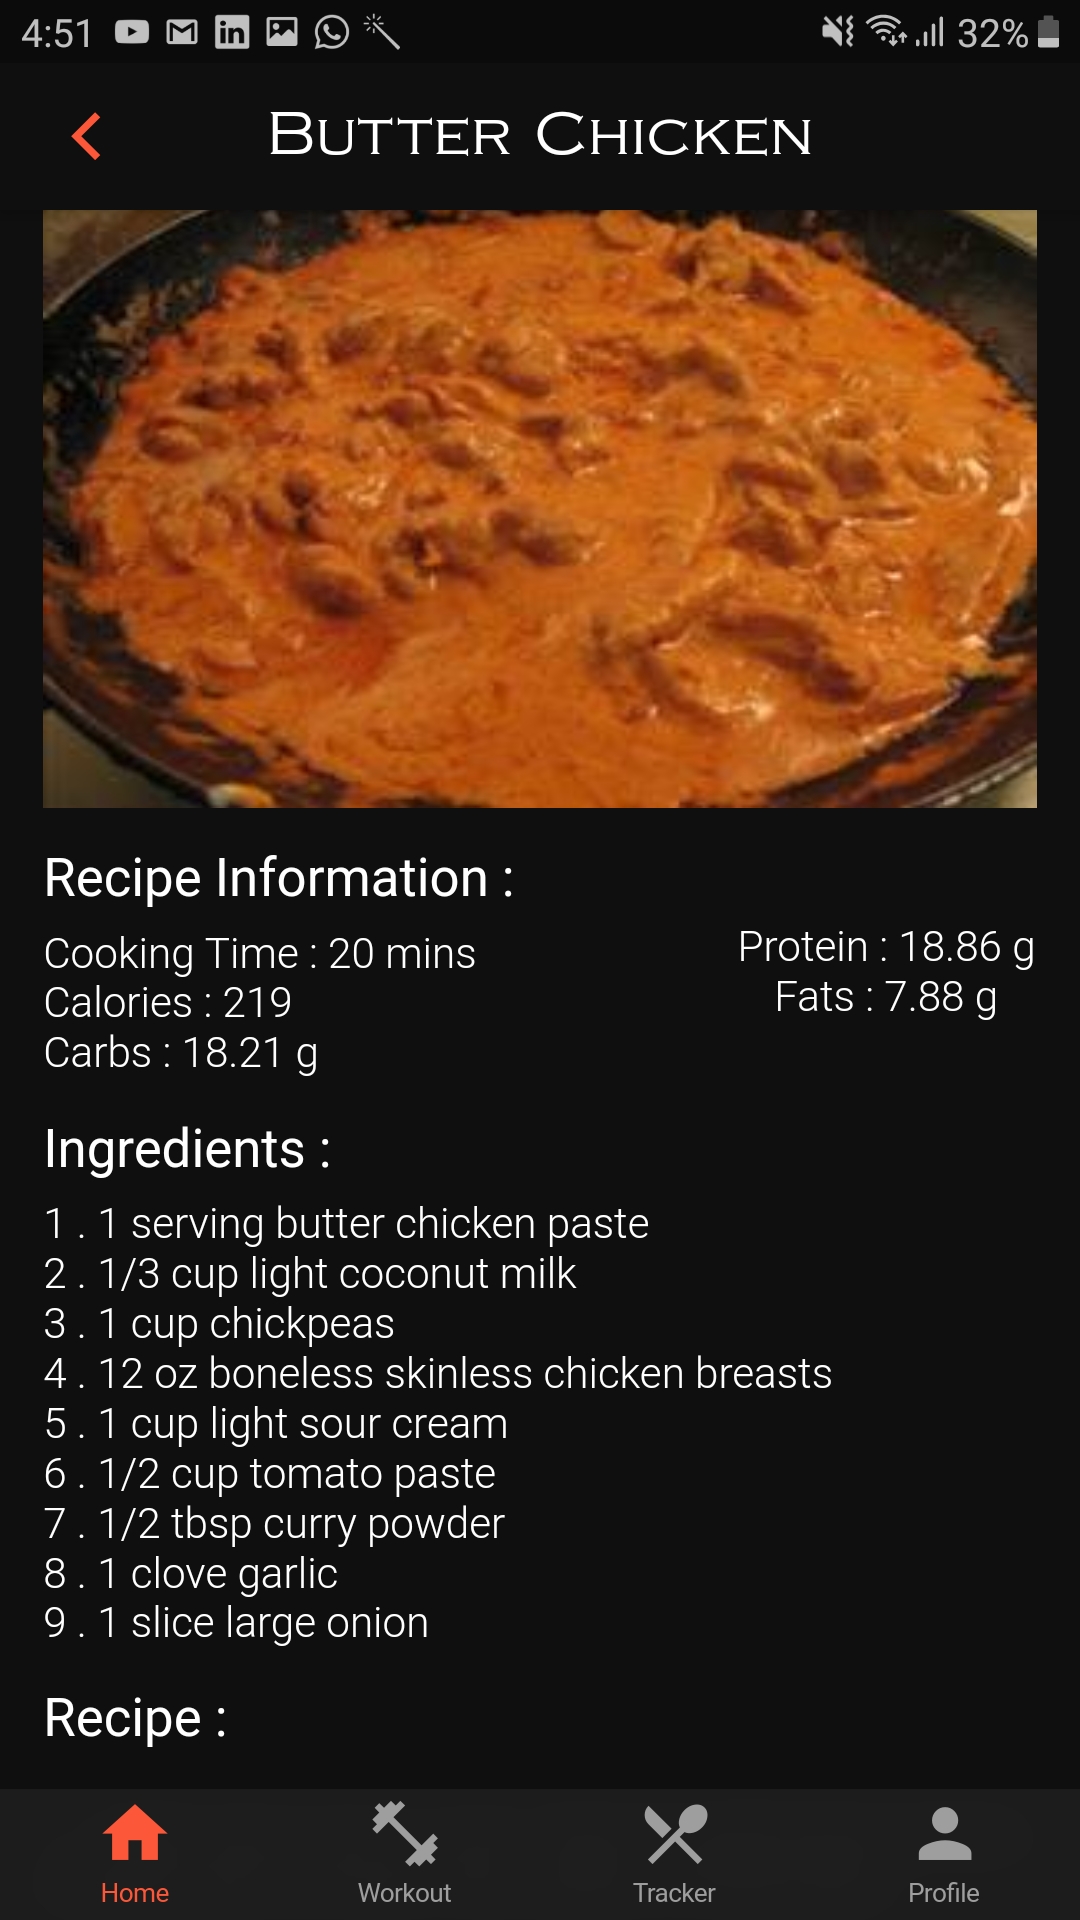 4:51
32%
Butter Chicken
Recipe Information :
Cooking Time : 20 mins
Calories : 219
Carbs : 18.21 g
Protein : 18.86 g
Fats : 7.88 g
Ingredients :
1 . 1 serving butter chicken paste
2 . 1/3 cup light coconut milk
3 . 1 cup chickpeas
4 . 12 oz boneless skinless chicken breasts
5 . 1 cup light sour cream
6 . 1/2 cup tomato paste
7 . 1/2 tbsp curry powder
8 . 1 clove garlic
9 . 1 slice large onion
Recipe :
Home
Workout
Tracker
Profile